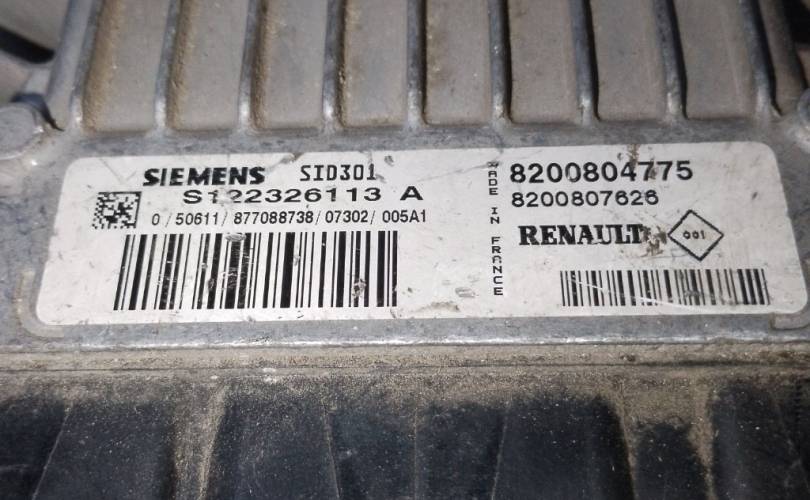 SIEMENS SID301
S122326113 A
0 / 50611 / 877088738 / 07302 / 005A1
MADE IN FRANCE
8200804775
8200807626
RENAULT 001